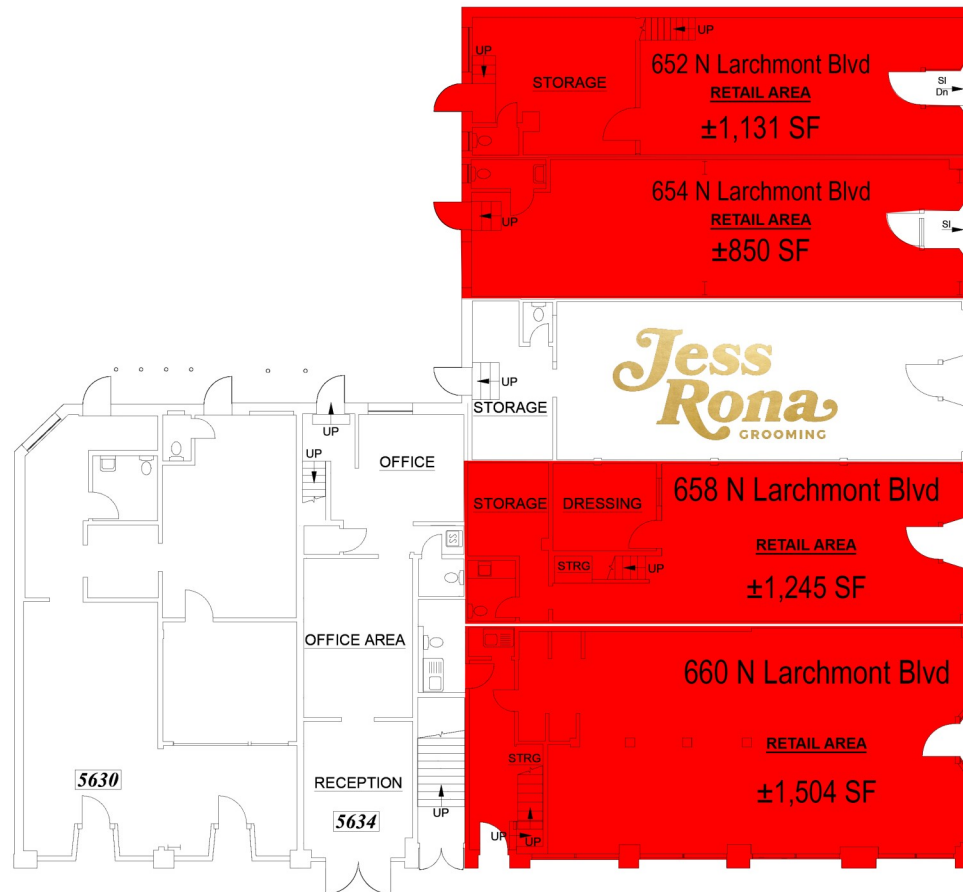 UP
UP
STORAGE
652 N Larchmont Blvd
RETAIL AREA
±1,131 SF
SI
Dn
654 N Larchmont Blvd
RETAIL AREA
±850 SF
UP
SI
Jess
Rona
GROOMING
UP
STORAGE
UP
UP
OFFICE
STORAGE
DRESSING
658 N Larchmont Blvd
RETAIL AREA
±1,245 SF
STRG
UP
OFFICE AREA
660 N Larchmont Blvd
RETAIL AREA
±1,504 SF
STRG
5630
RECEPTION
5634
UP
UP
UP